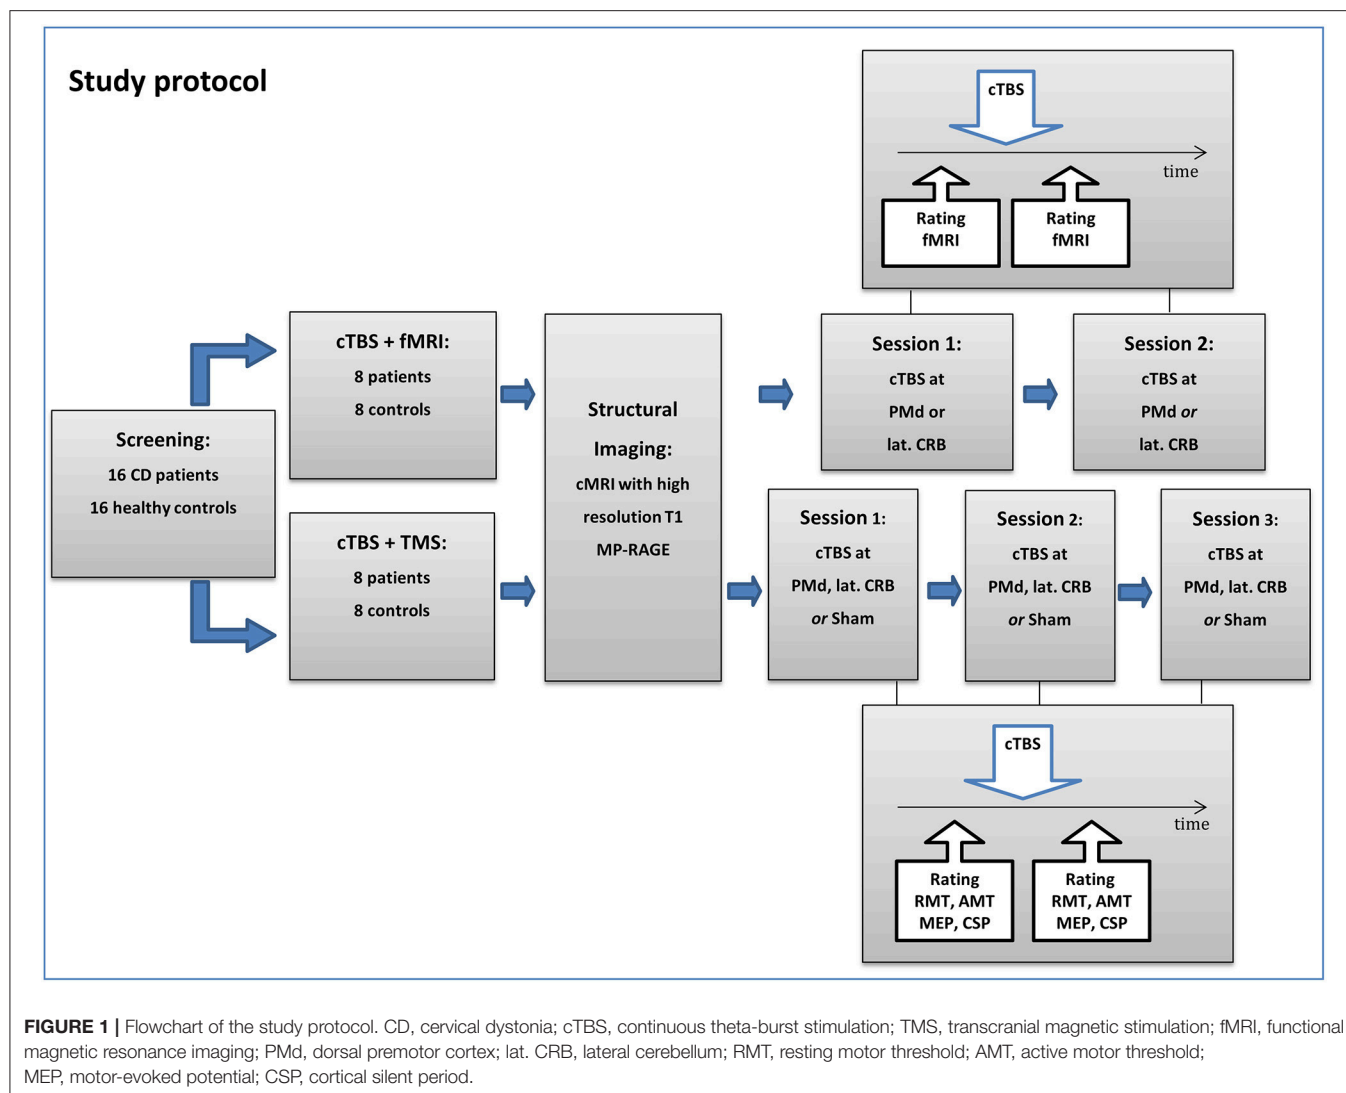 Study protocol
cTBS
time
Rating
fMRI
Rating
fMRI
Screening:
16 CD patients
16 healthy controls
cTBS + fMRI:
8 patients
8 controls
cTBS + TMS:
8 patients
8 controls
Structural
Imaging:
cMRI with high
resolution T1
MP-RAGE
Session 1:
cTBS at
PMd or
lat. CRB
Session 2:
cTBS at
PMd or
lat. CRB
Session 1:
cTBS at
PMd, lat. CRB
or Sham
Session 2:
cTBS at
PMd, lat. CRB
or Sham
Session 3:
cTBS at
PMd, lat. CRB
or Sham
cTBS
time
Rating
RMT, AMT
MEP, CSP
Rating
RMT, AMT
MEP, CSP
FIGURE 1 | Flowchart of the study protocol. CD, cervical dystonia; cTBS, continuous theta-burst stimulation; TMS, transcranial magnetic stimulation; fMRI, functional
magnetic resonance imaging; PMd, dorsal premotor cortex; lat. CRB, lateral cerebellum; RMT, resting motor threshold; AMT, active motor threshold;
MEP, motor-evoked potential; CSP, cortical silent period.